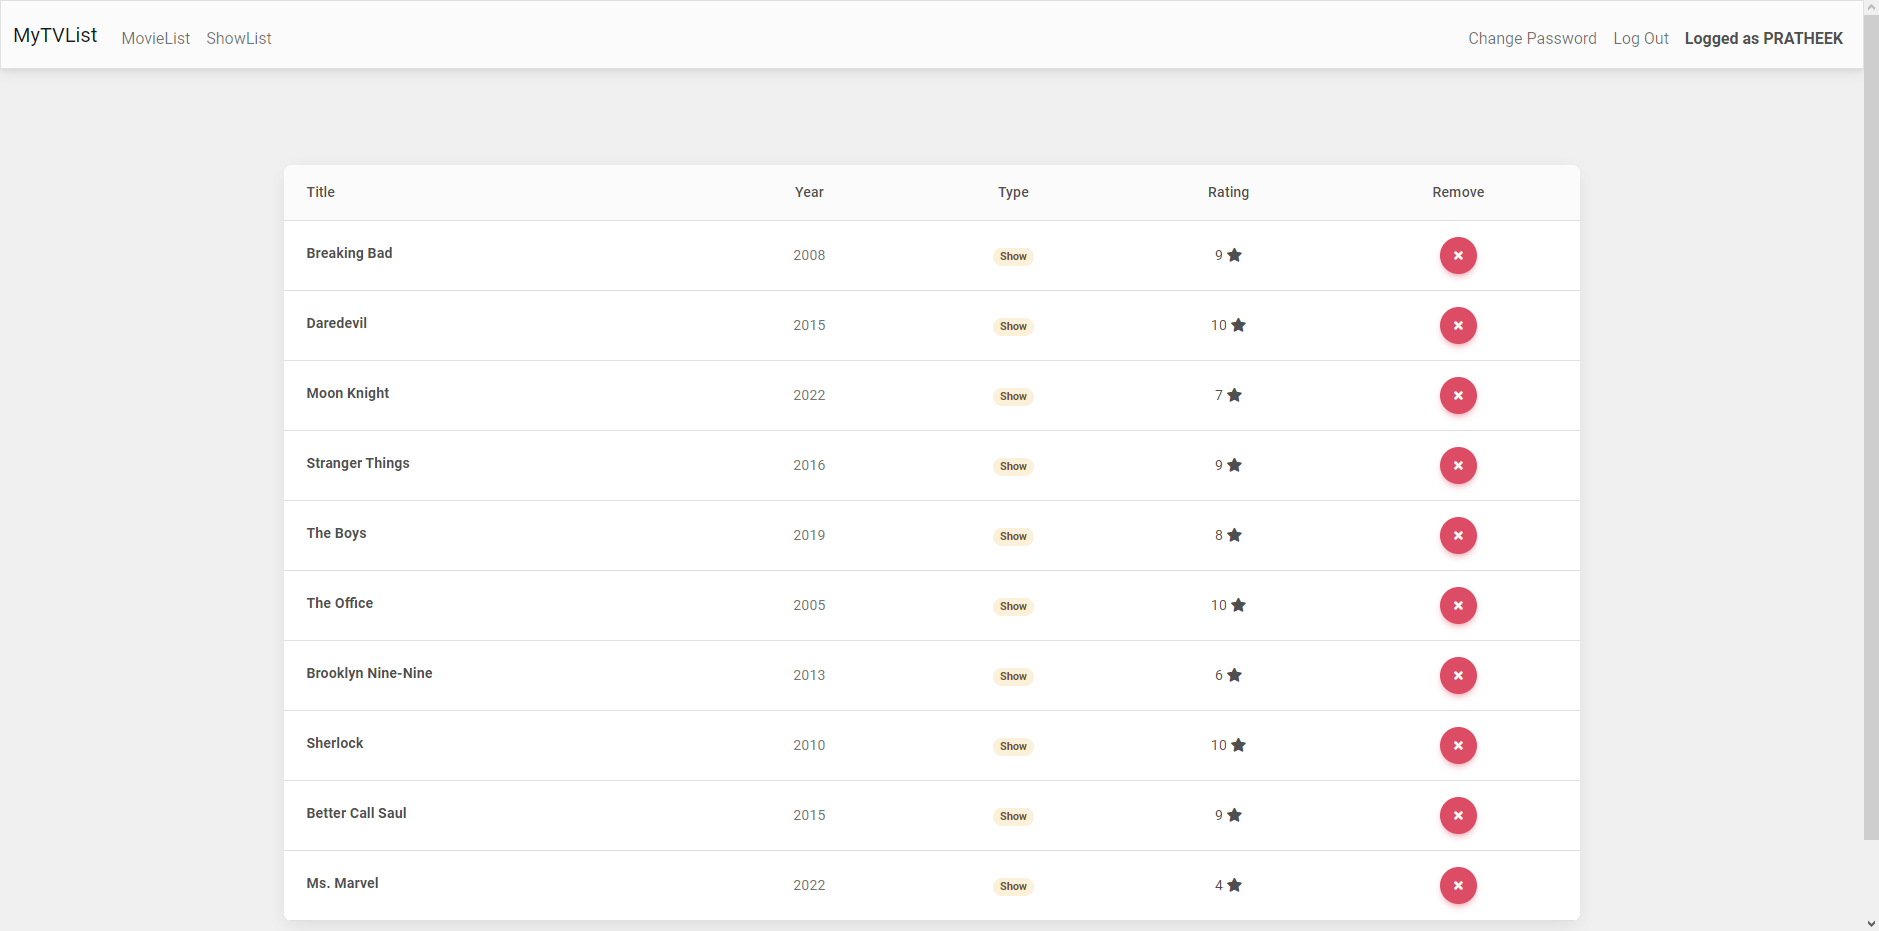 MyTVList MovieList ShowList Change Password Log Out Logged as PRATHEEK
Title Year Type Rating Remove
Breaking Bad 2008 Show 9
Daredevil 2015 Show 10
Moon Knight 2022 Show 7
Stranger Things 2016 Show 9
The Boys 2019 Show 8
The Office 2005 Show 10
Brooklyn Nine-Nine 2013 Show 6
Sherlock 2010 Show 10
Better Call Saul 2015 Show 9
Ms. Marvel 2022 Show 4